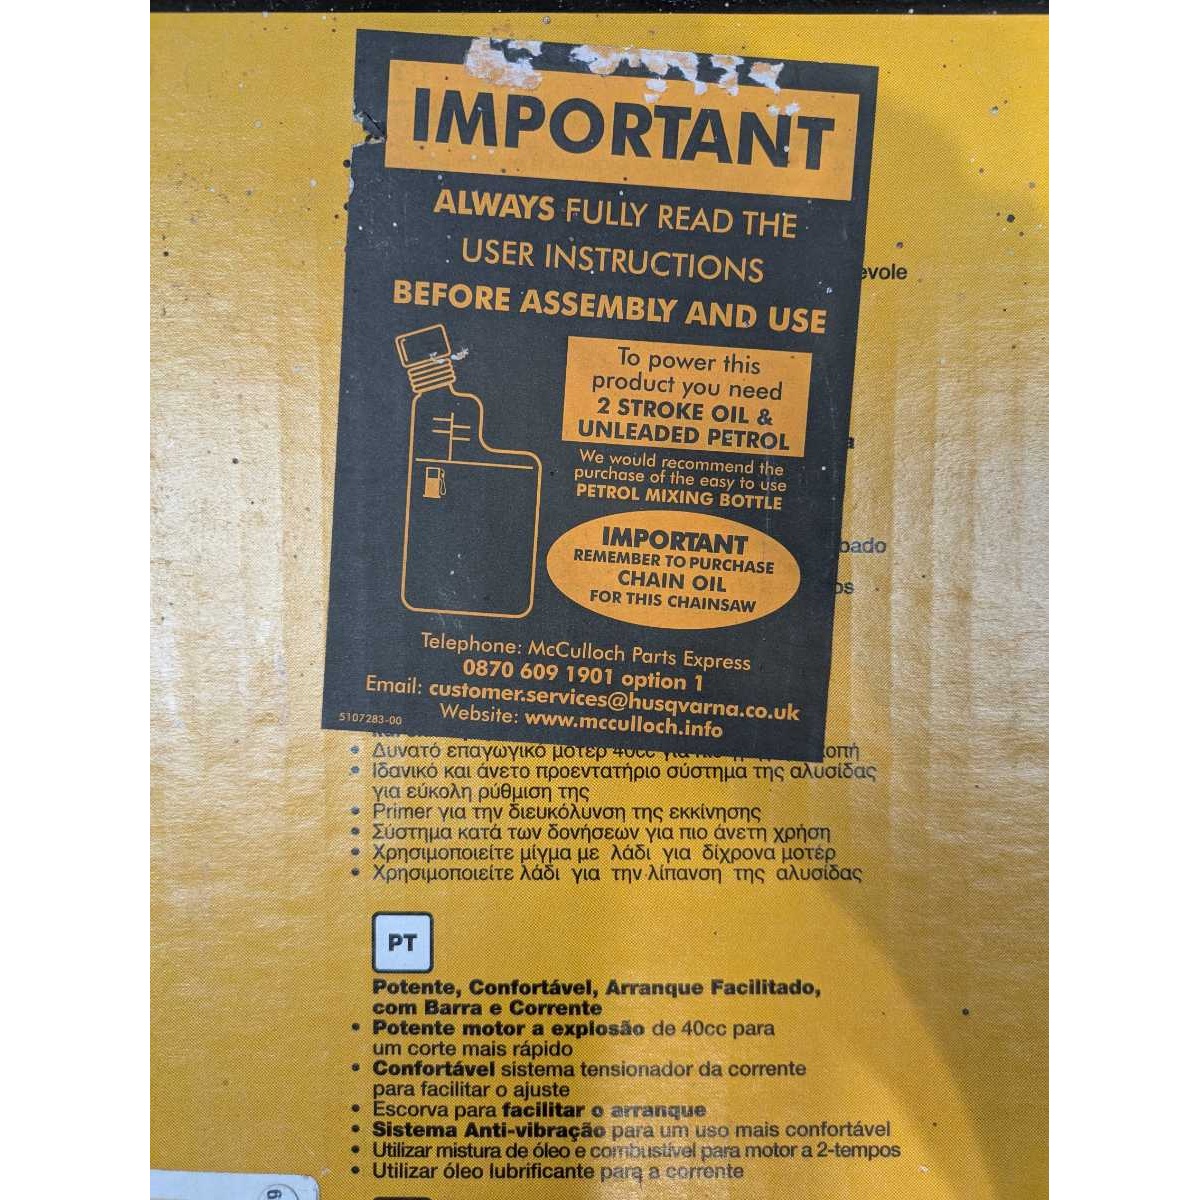 IMPORTANT
ALWAYS FULLY READ THE
USER INSTRUCTIONS
BEFORE ASSEMBLY AND USE
To power this
product you need
2 STROKE OIL &
UNLEADED PETROL
We would recommend the
purchase of the easy to use
PETROL MIXING BOTTLE
IMPORTANT
REMEMBER TO PURCHASE
CHAIN OIL
FOR THIS CHAINSAW
Telephone: McCulloch Parts Express
0870 609 1901 option 1
Email: customer.services@husqvarna.co.uk
Website: www.mcculloch.info
5107283-00
evole
a
bado
os
• Δυνατό επαγωγικό μοτέρ 40cc για κοπή
• Ιδανικό και άνετο προεντατήριο σύστημα της αλυσίδας
για εύκολη ρύθμιση της
• Primer για την διευκόλυνση της εκκίνησης
• Σύστημα κατά των δονήσεων για πιο άνετη χρήση
• Χρησιμοποιείτε μίγμα με λάδι για δίχρονα μοτέρ
• Χρησιμοποιείτε λάδι για την λίπανση της αλυσίδας
PT
Potente, Confortável, Arranque Facilitado,
com Barra e Corrente
• Potente motor a explosão de 40cc para
um corte mais rápido
• Confortável sistema tensionador da corrente
para facilitar o ajuste
• Escorva para facilitar o arranque
• Sistema Anti-vibração para um uso mais confortável
• Utilizar mistura de óleo e combustível para motor a 2-tempos
• Utilizar óleo lubrificante para a corrente